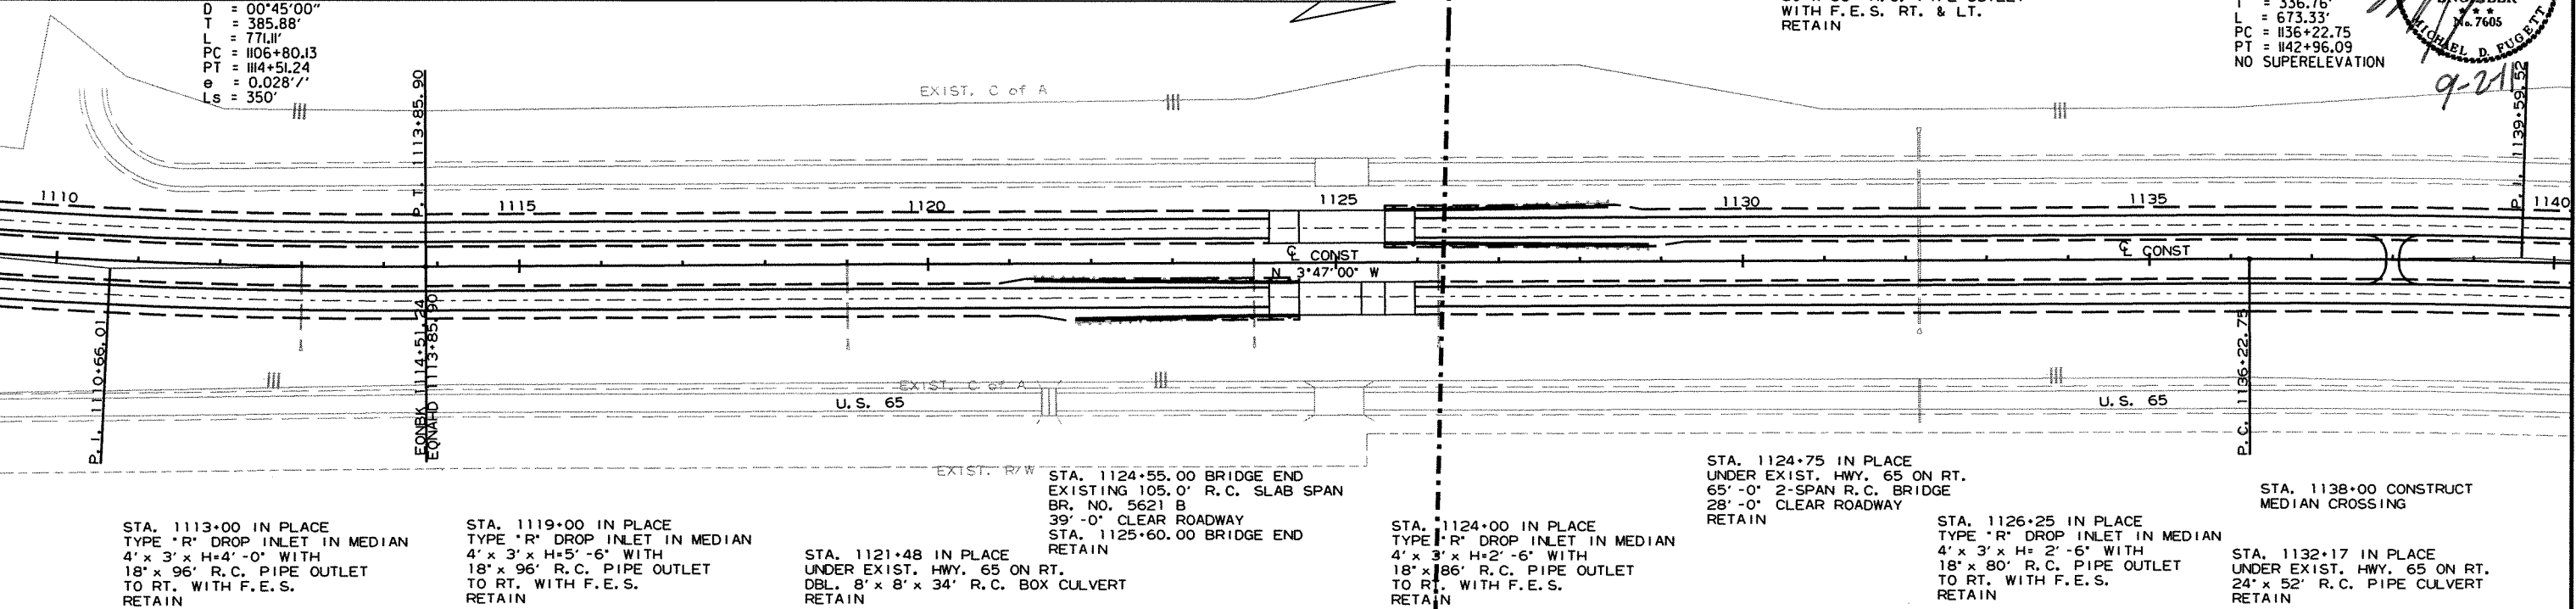 D = 00°45'00"
T = 385.88'
L = 771.11'
PC = 1106+80.13
PT = 1114+51.24
e = 0.028'/'
Ls = 350'
WITH F.E.S. RT. & LT.
RETAIN
T = 336.76'
L = 673.33'
PC = 1136+22.75
PT = 1142+96.09
NO SUPERELEVATION
* * *
No. 7605
MICHAEL D. FUGETT
9-21
EXIST. C of A
P.T. 1113+85.90
P.I. 1139+59.52
1110
1115
1120
1125
1130
1135
1140
℄ CONST
℄ CONST
N 3°47'00" W
P.I. 1110+66.01
EQNBK 1114+51.24
EQNAHD 1113+85.90
P.C. 1136+22.75
EXIST. C of A
U.S. 65
U.S. 65
EXIST. R/W
STA. 1113+00 IN PLACE
TYPE "R" DROP INLET IN MEDIAN
4' x 3' x H=4'-0" WITH
18" x 96' R.C. PIPE OUTLET
TO RT. WITH F.E.S.
RETAIN
STA. 1119+00 IN PLACE
TYPE "R" DROP INLET IN MEDIAN
4' x 3' x H=5'-6" WITH
18" x 96' R.C. PIPE OUTLET
TO RT. WITH F.E.S.
RETAIN
STA. 1121+48 IN PLACE
UNDER EXIST. HWY. 65 ON RT.
DBL. 8' x 8' x 34' R.C. BOX CULVERT
RETAIN
STA. 1124+55.00 BRIDGE END
EXISTING 105.0' R.C. SLAB SPAN
BR. NO. 5621 B
39'-0" CLEAR ROADWAY
STA. 1125+60.00 BRIDGE END
RETAIN
STA. 1124+00 IN PLACE
TYPE "R" DROP INLET IN MEDIAN
4' x 3' x H=2'-6" WITH
18" x 86' R.C. PIPE OUTLET
TO RT. WITH F.E.S.
RETAIN
STA. 1124+75 IN PLACE
UNDER EXIST. HWY. 65 ON RT.
65'-0" 2-SPAN R.C. BRIDGE
28'-0" CLEAR ROADWAY
RETAIN
STA. 1126+25 IN PLACE
TYPE "R" DROP INLET IN MEDIAN
4' x 3' x H= 2'-6" WITH
18" x 80' R.C. PIPE OUTLET
TO RT. WITH F.E.S.
RETAIN
STA. 1138+00 CONSTRUCT
MEDIAN CROSSING
STA. 1132+17 IN PLACE
UNDER EXIST. HWY. 65 ON RT.
24" x 52' R.C. PIPE CULVERT
RETAIN